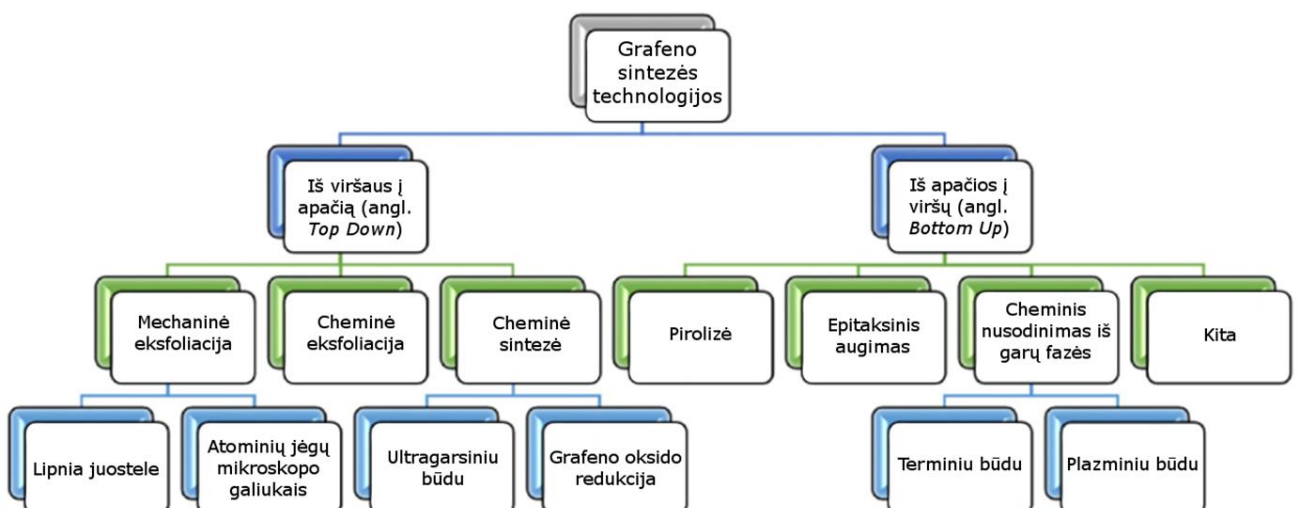 Grafeno
sintezės
technologijos
Iš viršaus į
apačią (angl.
Top Down)
Iš apačios į
viršų (angl.
Bottom Up)
Mechaninė
eksfoliacija
Cheminė
eksfoliacija
Cheminė
sintezė
Pirolizė
Epitaksinis
augimas
Cheminis
nusodinimas iš
garų fazės
Kita
Lipnia juostele
Atominių jėgų
mikroskopo
galiukais
Ultragarsiniu
būdu
Grafeno oksido
redukcija
Terminiu būdu
Plazminiu būdu